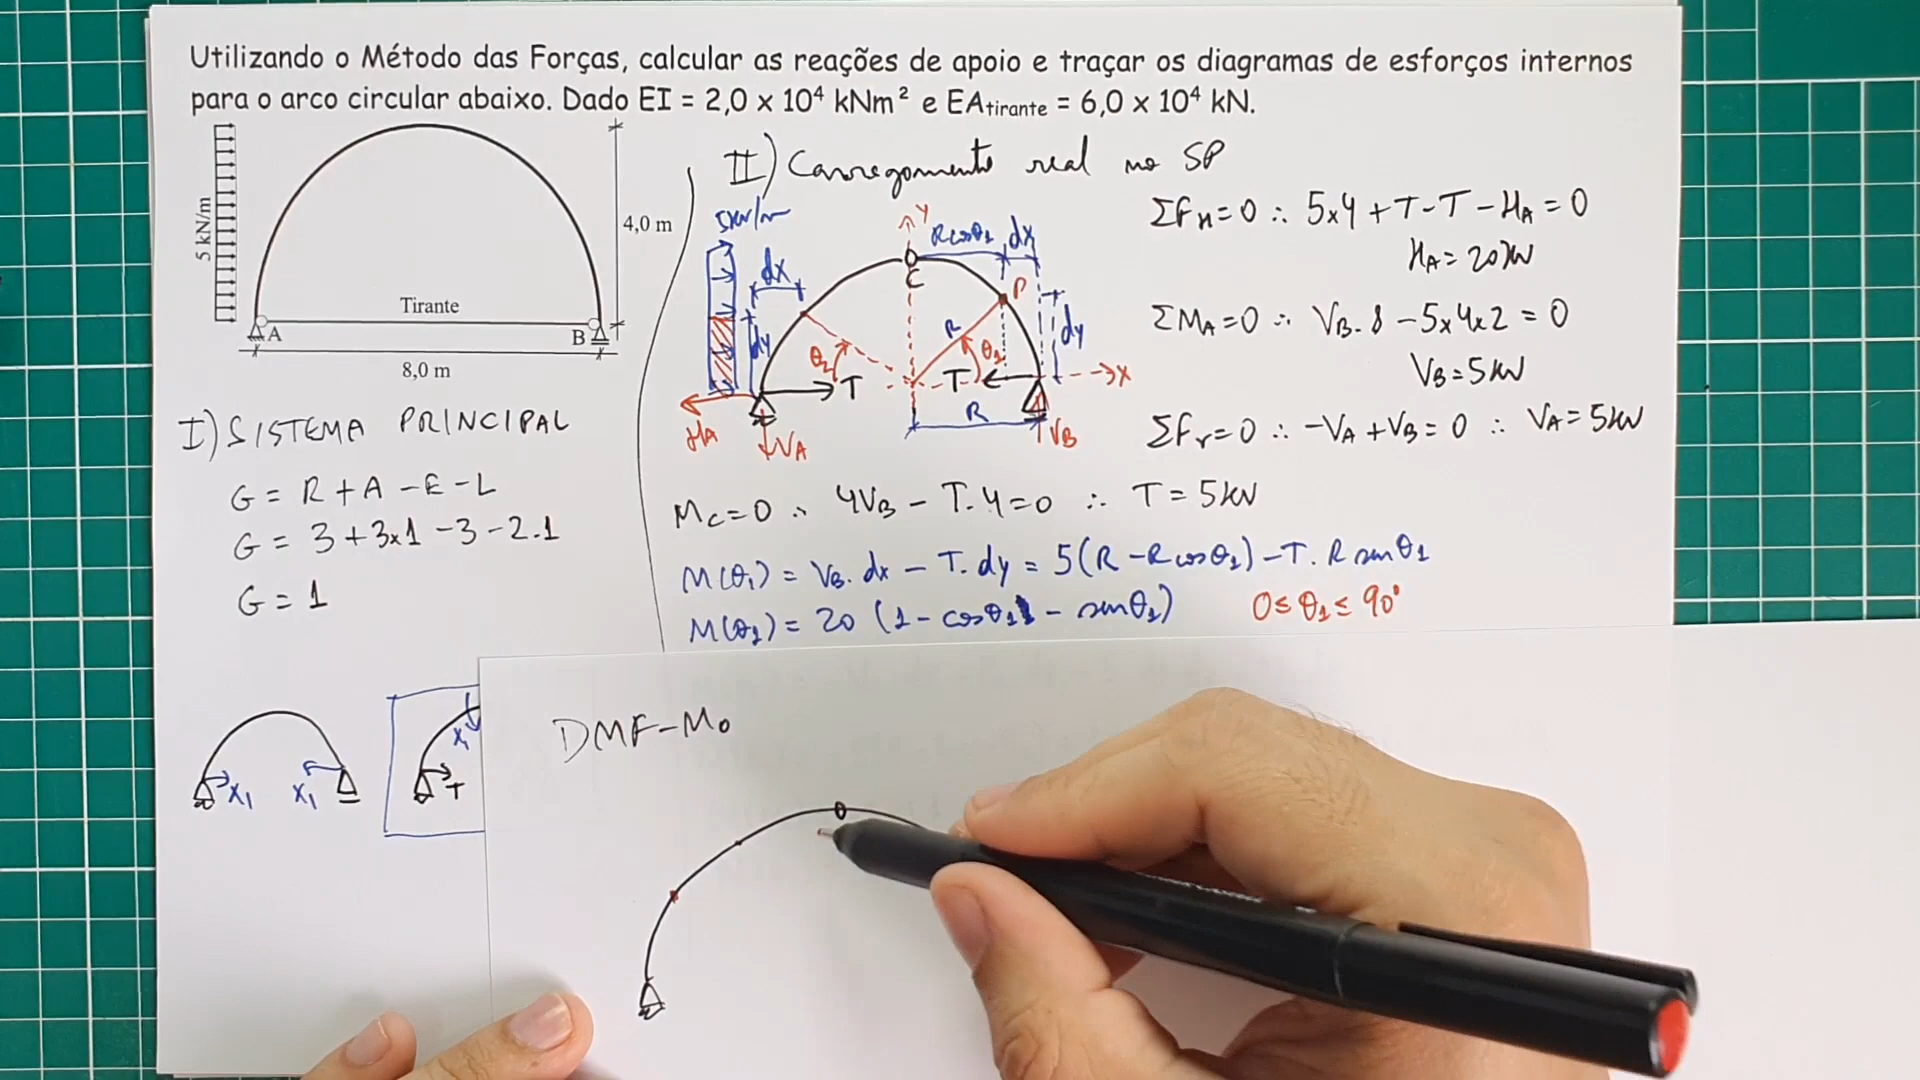 Utilizando o Método das Forças, calcular as reações de apoio e traçar os diagramas de esforços internos
para o arco circular abaixo. Dado EI = 2,0 x 10⁴ kNm² e EAtirante = 6,0 x 10⁴ kN.
5 kN/m
4,0 m
Tirante
A
B
8,0 m
I) SISTEMA PRINCIPAL
G = R + A - E - L
G = 3 + 3x1 - 3 - 2.1
G = 1
X₁
X₁
X₁
T
II) Carregamento real no SP
5kN/m
dx
dy
θ₂
Y
Rcosθ₁
dx
C
P
dy
R
θ₁
T
T
X
R
HA
VA
VB
ΣFx=0 ∴ 5x4 + T - T - HA = 0
HA = 20kN
ΣMA=0 ∴ VB.8 - 5x4x2 = 0
VB = 5kN
ΣFY=0 ∴ -VA + VB = 0 ∴ VA = 5kN
Mc=0 ∴ 4VB - T.4=0 ∴ T = 5kN
M(θ₁) = VB.dx - T.dy = 5(R - Rcosθ₁) - T.R senθ₁
M(θ₁) = 20 (1 - cosθ₁ - senθ₁) 0≤θ₁≤90°
DMF-M₀